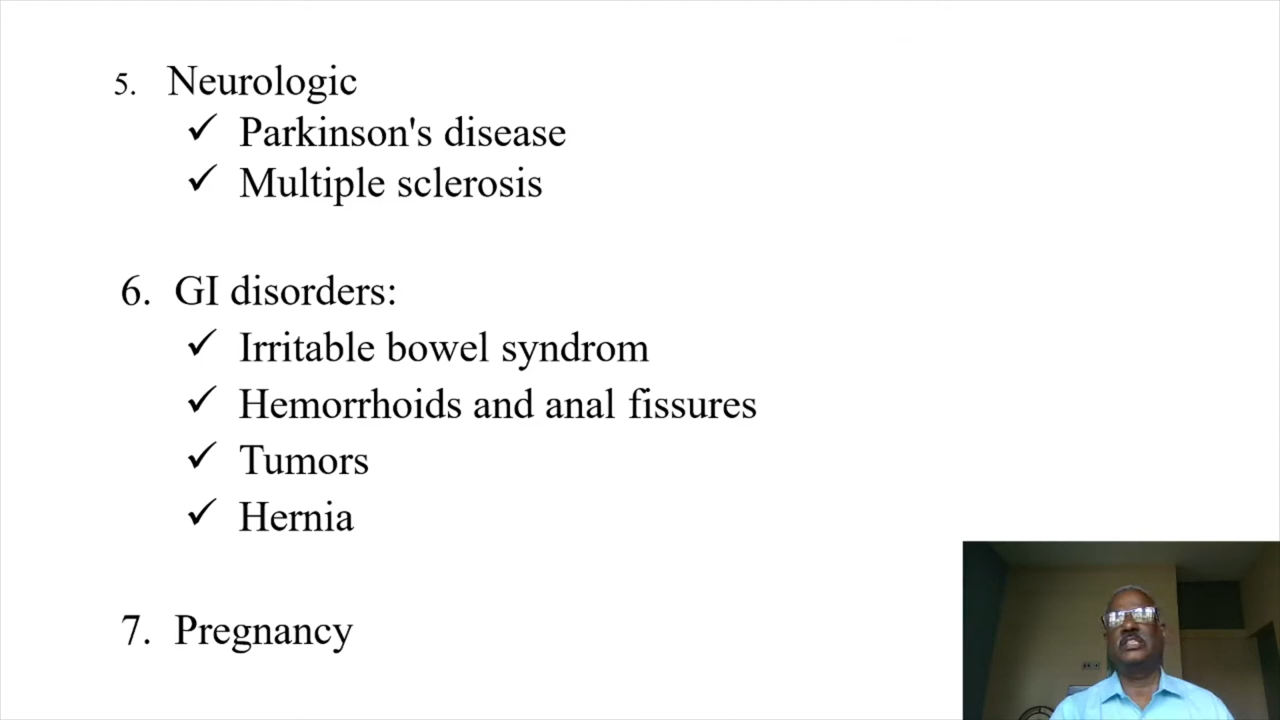 5. Neurologic
✓ Parkinson's disease
✓ Multiple sclerosis
6. GI disorders:
✓ Irritable bowel syndrom
✓ Hemorrhoids and anal fissures
✓ Tumors
✓ Hernia
7. Pregnancy